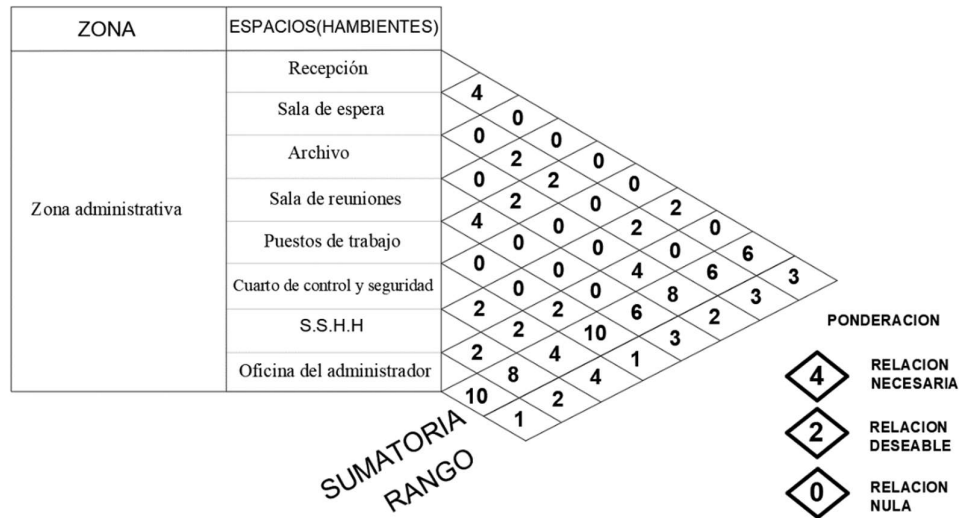 ZONA ESPACIOS(HAMBIENTES)
Zona administrativa
Recepción
Sala de espera
Archivo
Sala de reuniones
Puestos de trabajo
Cuarto de control y seguridad
S.S.H.H
Oficina del administrador
4
0
0 0
2 0
0 2 0
2 0 2
4 0 2 0
0 0 0 6
0 0 4 6 3
0 0 8 3
2 2 6 2
2 10 3
2 4 1
8 4
10 2
1
SUMATORIA
RANGO
PONDERACION
4 RELACION
NECESARIA
2 RELACION
DESEABLE
0 RELACION
NULA